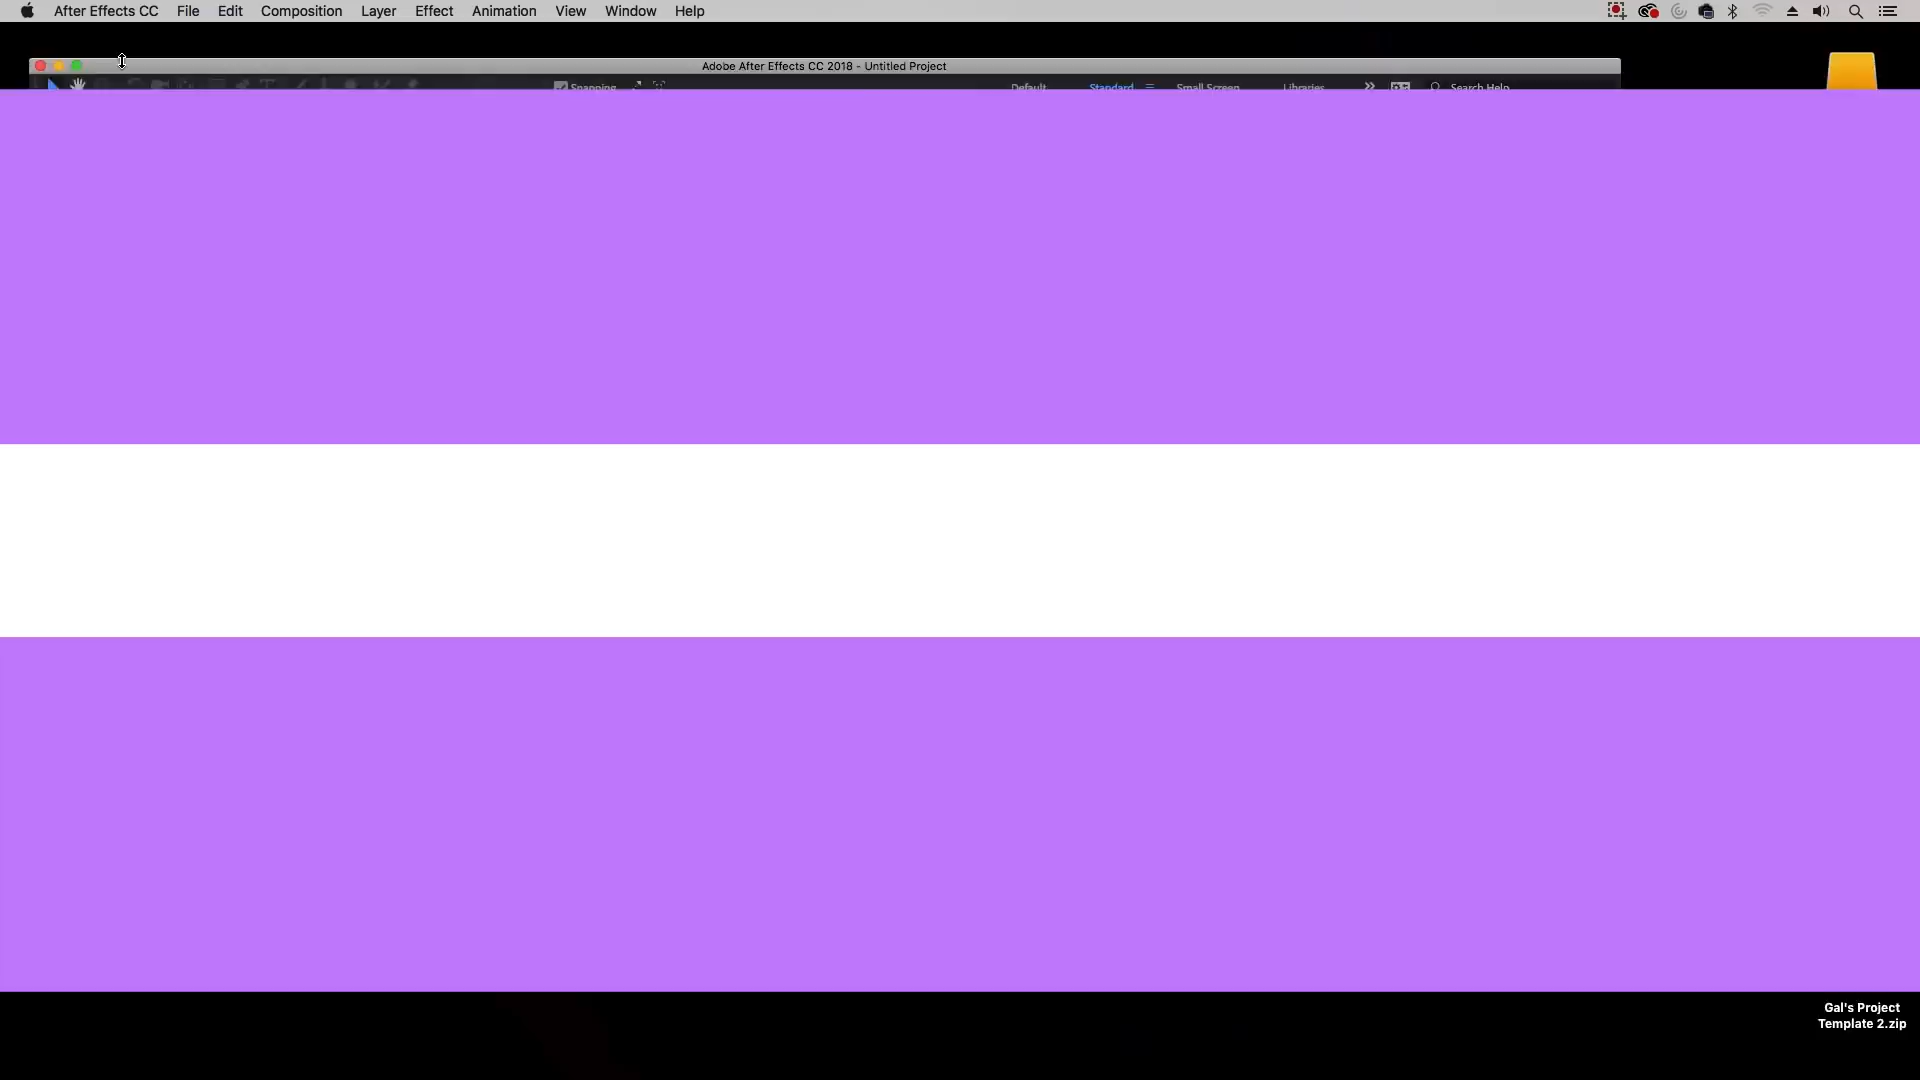 After Effects CC File Edit Composition Layer Effect Animation View Window Help
Adobe After Effects CC 2018 - Untitled Project
Snapping Default Standard Small Screen Libraries Search Help
Gal's Project
Template 2.zip